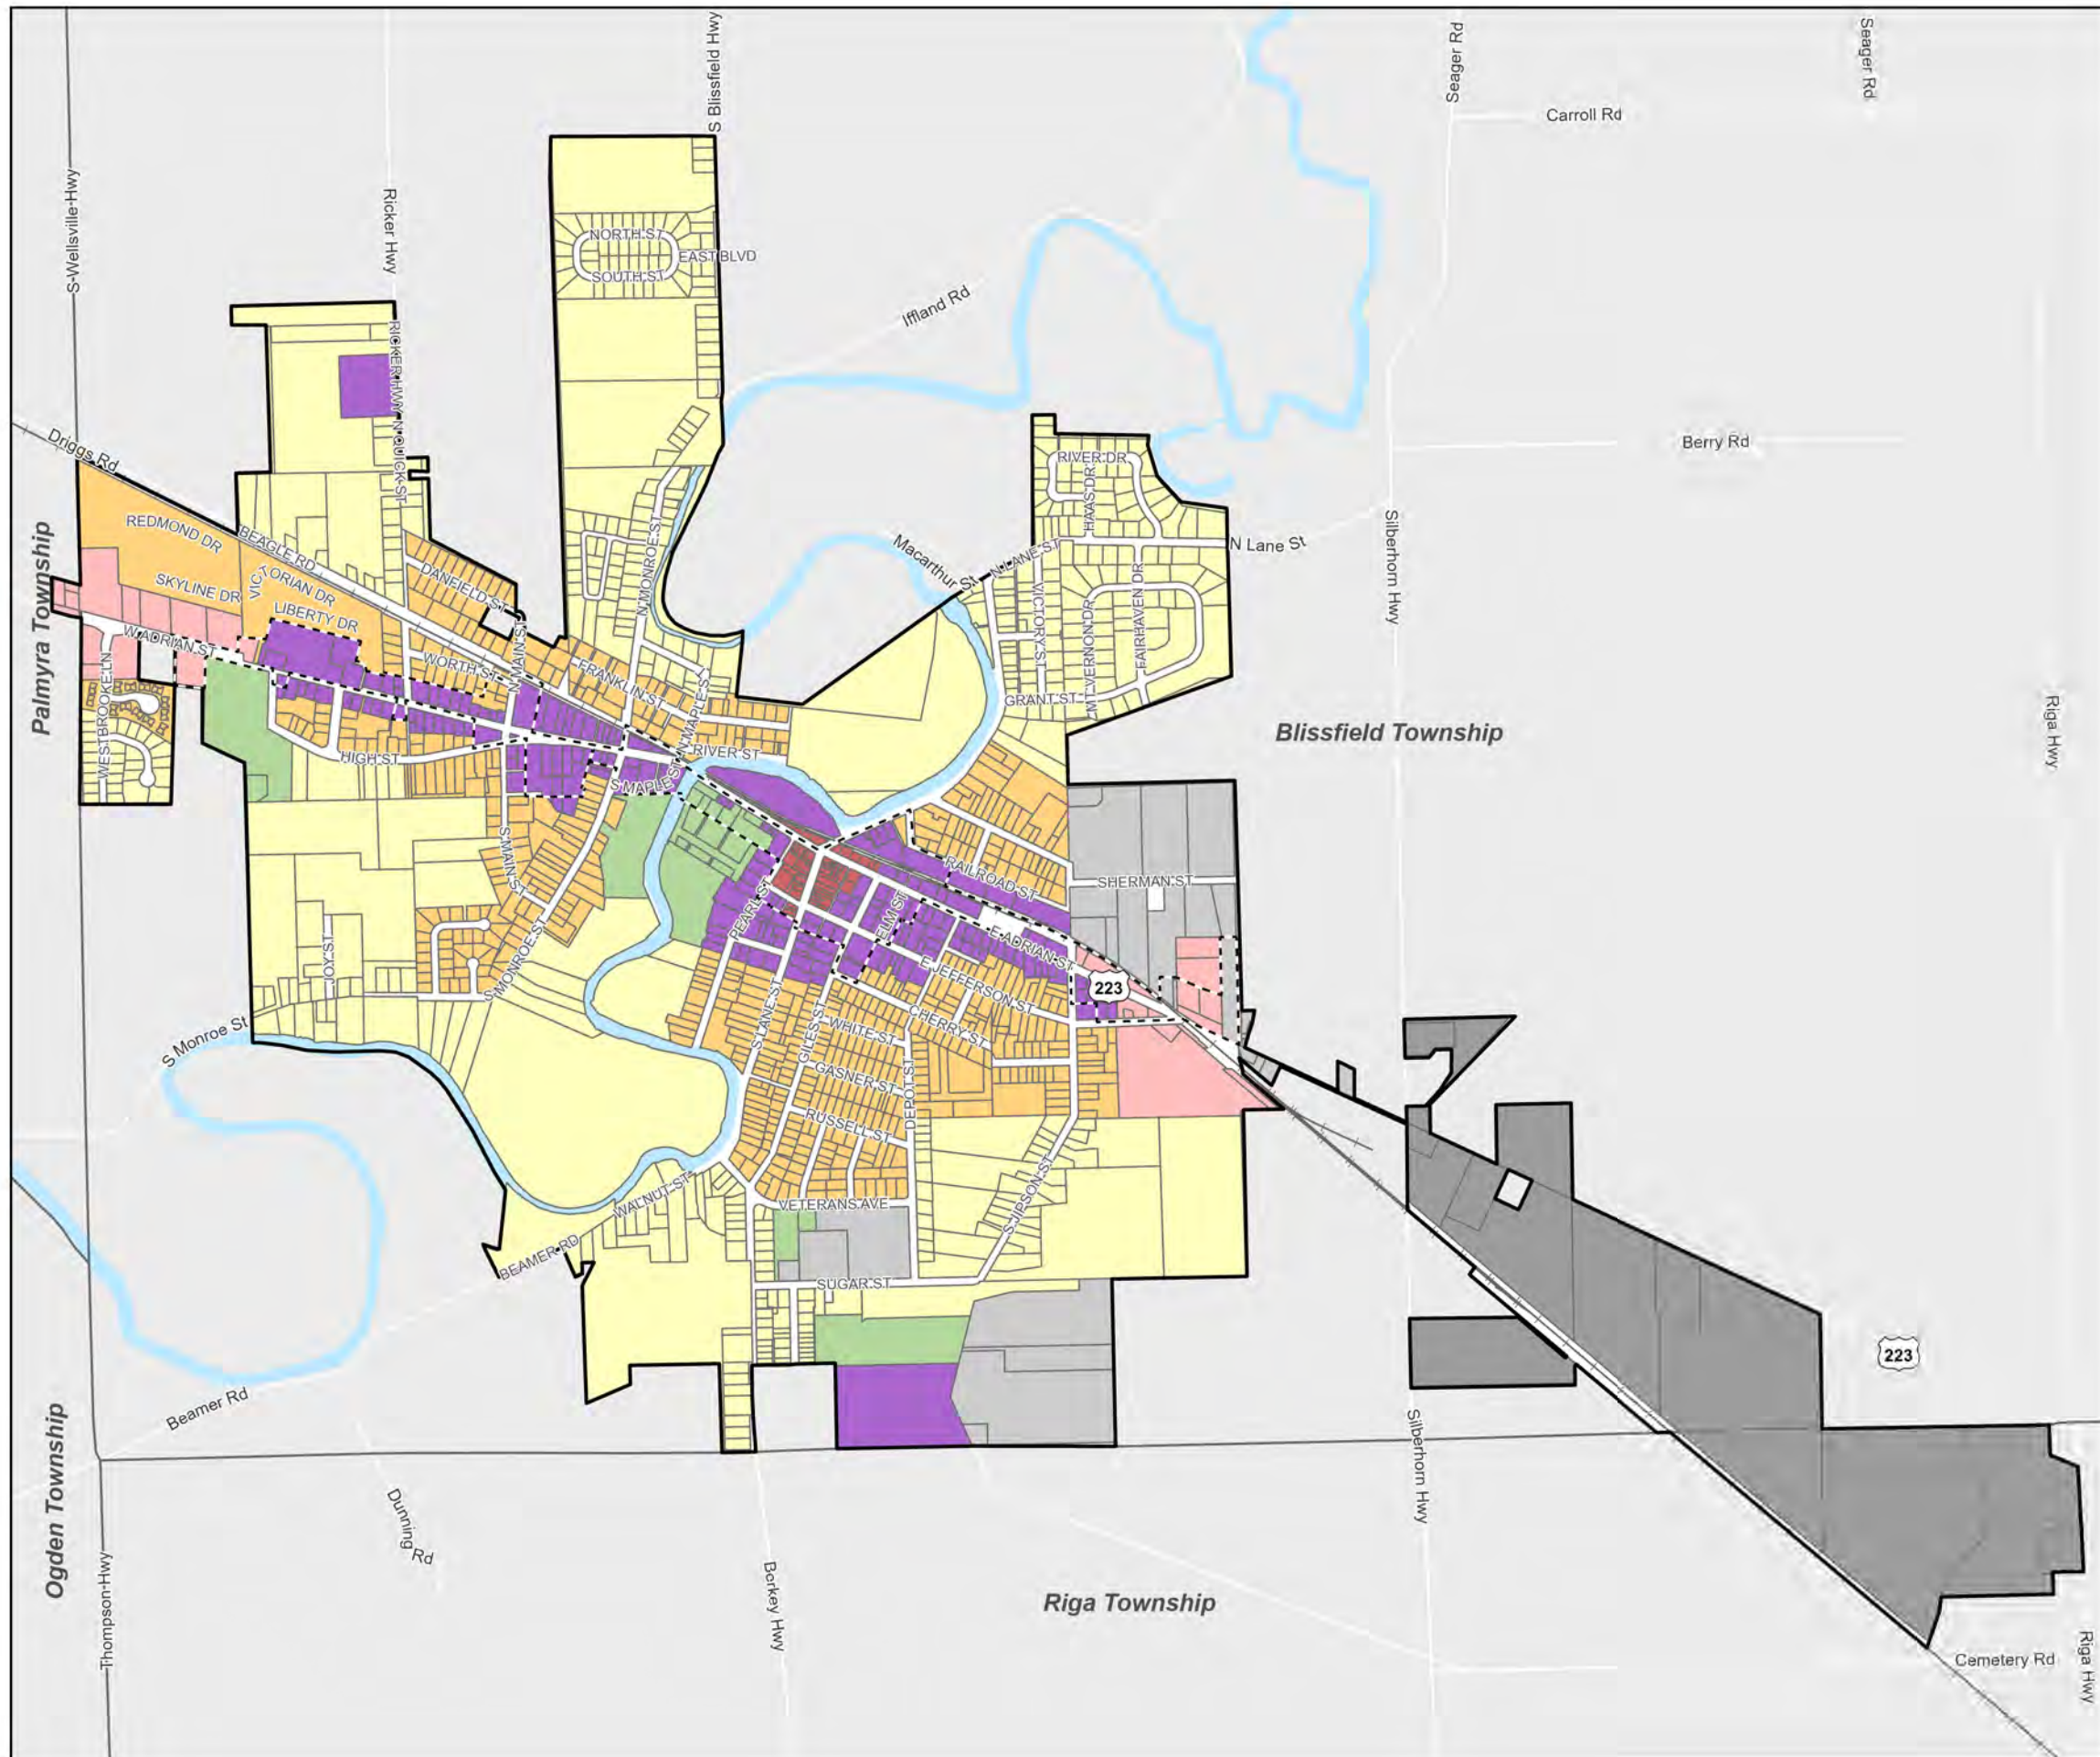 S Blissfield Hwy
Seager Rd
Seager Rd
Carroll Rd
S-Wellsville-Hwy
Ricker Hwy
NORTH ST
EAST BLVD
SOUTH ST
Iffland Rd
RICKER HWY
N QUICK ST
Driggs Rd
Berry Rd
RIVER DR
HAAS DR
REDMOND DR
BEAGLE RD
N MONROE ST
Macarthur St
N LANE ST
N Lane St
Silberhorn Hwy
Palmyra Township
SKYLINE DR
VICTORIAN DR
DANFIELD ST
LIBERTY DR
W ADRIAN ST
N MAIN ST
WORTH ST
FRANKLIN ST
N MAPLE ST
VICTORY ST
MT VERNON DR
FAIRHAVEN DR
GRANT ST
WESTBROOKE LN
HIGH ST
RIVER ST
S MAPLE ST
Blissfield Township
Riga Hwy
S MAIN ST
RAILROAD ST
SHERMAN ST
PEARL ST
ELM ST
E ADRIAN ST
JOY ST
S MONROE ST
E JEFFERSON ST
223
S Monroe St
S LANE ST
GILES ST
WHITE ST
CHERRY ST
GASNER ST
DEPOT ST
RUSSELL ST
WALNUT ST
VETERANS AVE
S JIPSON ST
BEAMER RD
SUGAR ST
223
Beamer Rd
Silberhorn Hwy
Ogden Township
Dunning Rd
Thompson-Hwy
Berkey Hwy
Riga Township
Cemetery Rd
Riga Hwy